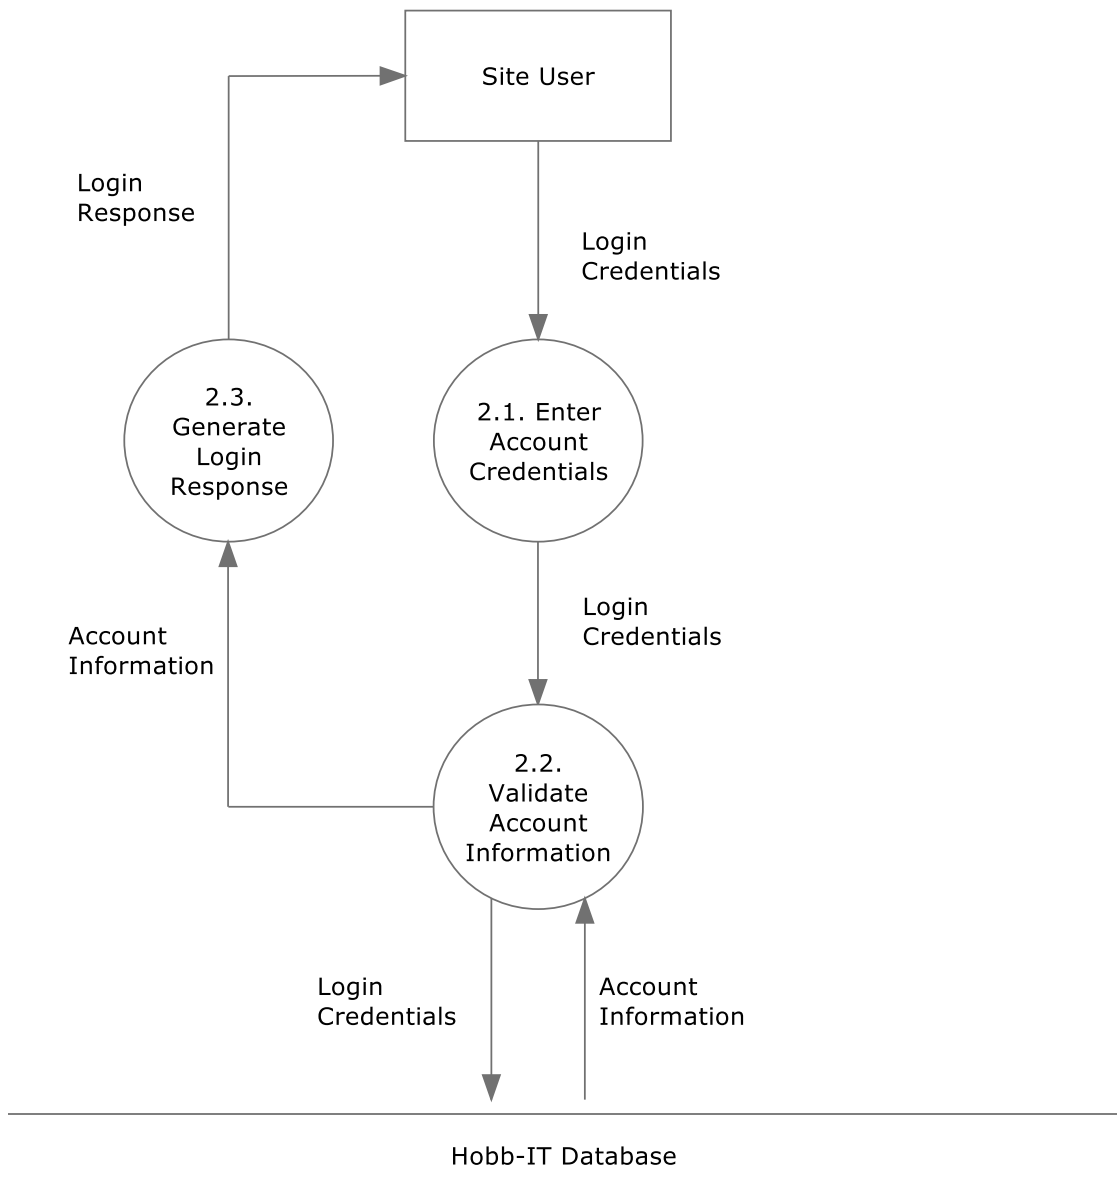 Site User
Login
Response
Login
Credentials
2.3.
Generate
Login
Response
2.1. Enter
Account
Credentials
Login
Credentials
Account
Information
2.2.
Validate
Account
Information
Login
Credentials
Account
Information
Hobb-IT Database